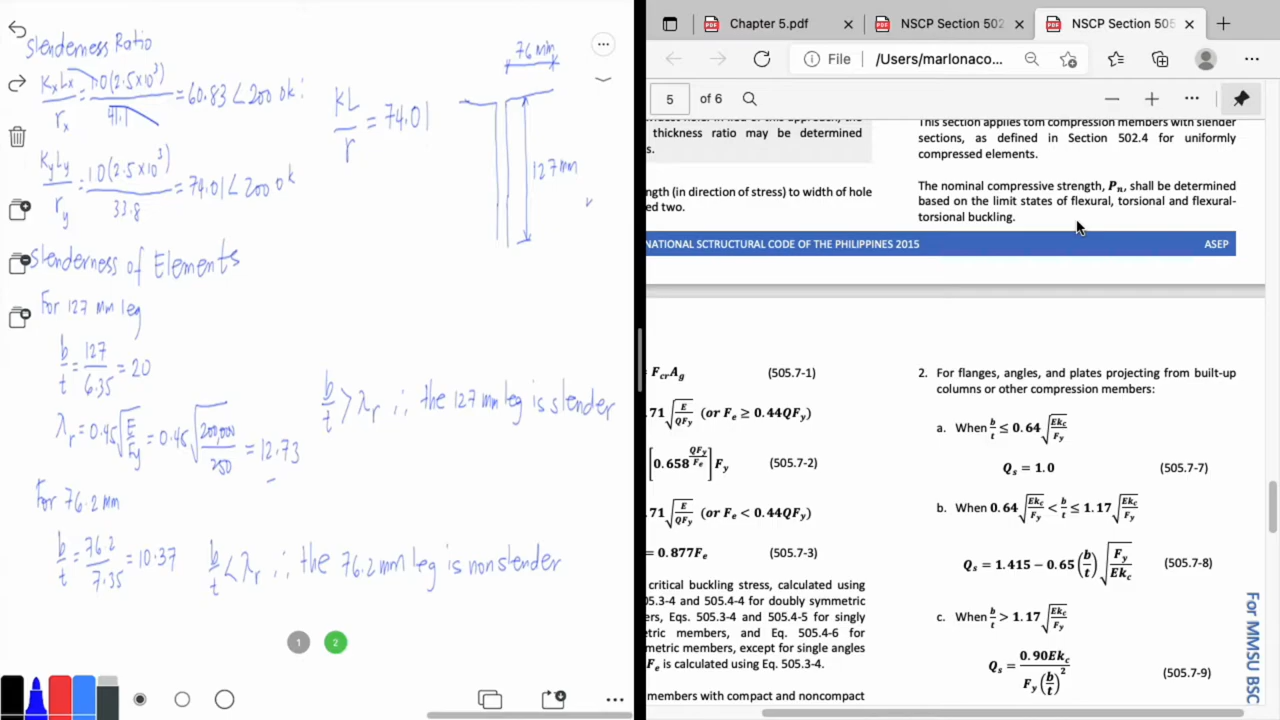 Slenderness Ratio
KxLx/rx = 1.0(2.5x10³)/41.1 = 60.83 < 200 ok!
KL/r = 74.01
KyLy/ry = 1.0(2.5x10³)/33.8 = 74.01 < 200 ok
76 mm
127 mm
Slenderness of Elements
For 127 mm leg
b/t = 127/6.35 = 20
λr = 0.45√(E/Fy) = 0.45√(200,000/250) = 12.73
b/t > λr ∴ the 127 mm leg is slender
For 76.2 mm
b/t = 76.2/7.35 = 10.37
b/t < λr ∴ the 76.2 mm leg is nonslender
1 2
Chapter 5.pdf
NSCP Section 502
NSCP Section 505
File
/Users/marlonaco...
5 of 6
thickness ratio may be determined
s.
ngth (in direction of stress) to width of hole
ed two.
This section applies tom compression members with slender
sections, as defined in Section 502.4 for uniformly
compressed elements.
The nominal compressive strength, Pn, shall be determined
based on the limit states of flexural, torsional and flexural-
torsional buckling.
NATIONAL SCTRUCTURAL CODE OF THE PHILIPPINES 2015 ASEP
= FcrAg (505.7-1)
.71 √(E/QFy) (or Fe ≥ 0.44QFy)
[0.658^(QFy/Fe)] Fy (505.7-2)
.71 √(E/QFy) (or Fe < 0.44QFy)
= 0.877Fe (505.7-3)
critical buckling stress, calculated using
05.3-4 and 505.4-4 for doubly symmetric
ers, Eqs. 505.3-4 and 505.4-5 for singly
etric members, and Eq. 505.4-6 for
mmetric members, except for single angles
Fe is calculated using Eq. 505.3-4.
members with compact and noncompact
2. For flanges, angles, and plates projecting from built-up
columns or other compression members:
a. When b/t ≤ 0.64 √(Ekc/Fy)
Qs = 1.0 (505.7-7)
b. When 0.64 √(Ekc/Fy) < b/t ≤ 1.17 √(Ekc/Fy)
Qs = 1.415 − 0.65 (b/t) √(Fy/Ekc) (505.7-8)
c. When b/t > 1.17 √(Ekc/Fy)
Qs = 0.90Ekc / Fy(b/t)² (505.7-9)
For MMSU BSC